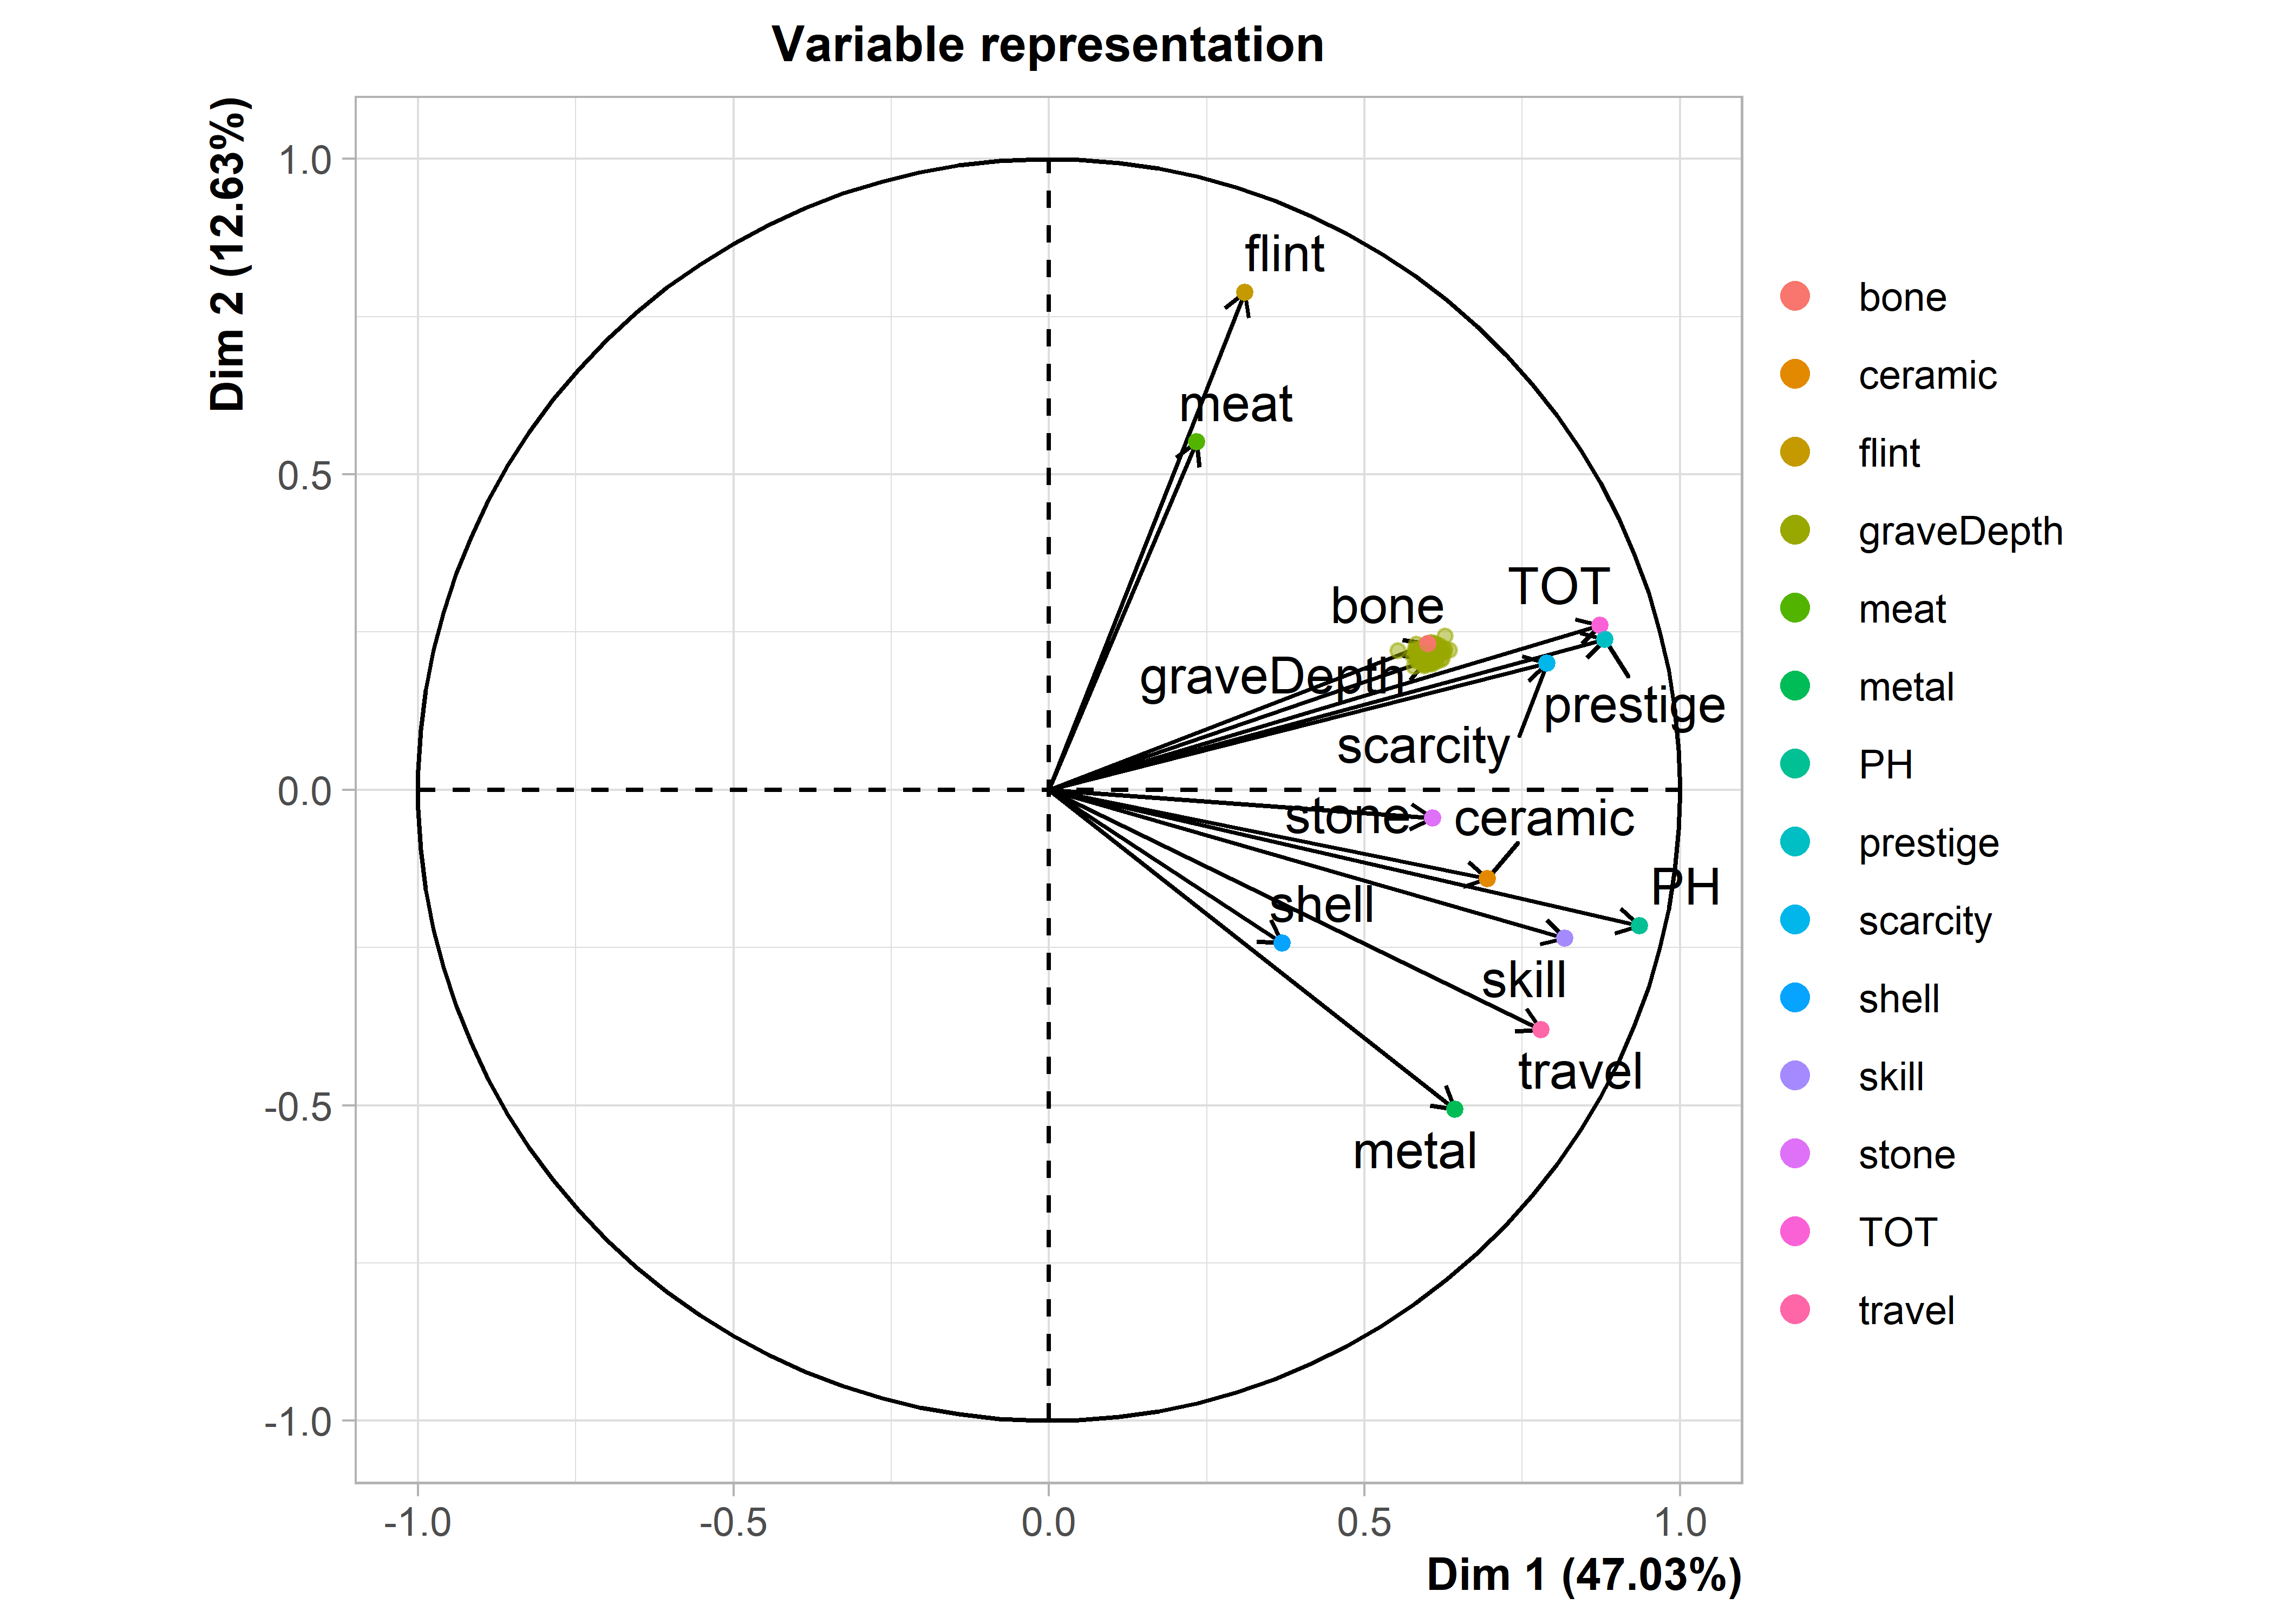 Variable representation
Dim 2 (12.63%)
1.0
0.5
0.0
-0.5
-1.0
flint
meat
bone
TOT
graveDepth
prestige
scarcity
stone
ceramic
PH
shell
skill
travel
metal
-1.0
-0.5
0.0
0.5
1.0
Dim 1 (47.03%)
bone
ceramic
flint
graveDepth
meat
metal
PH
prestige
scarcity
shell
skill
stone
TOT
travel